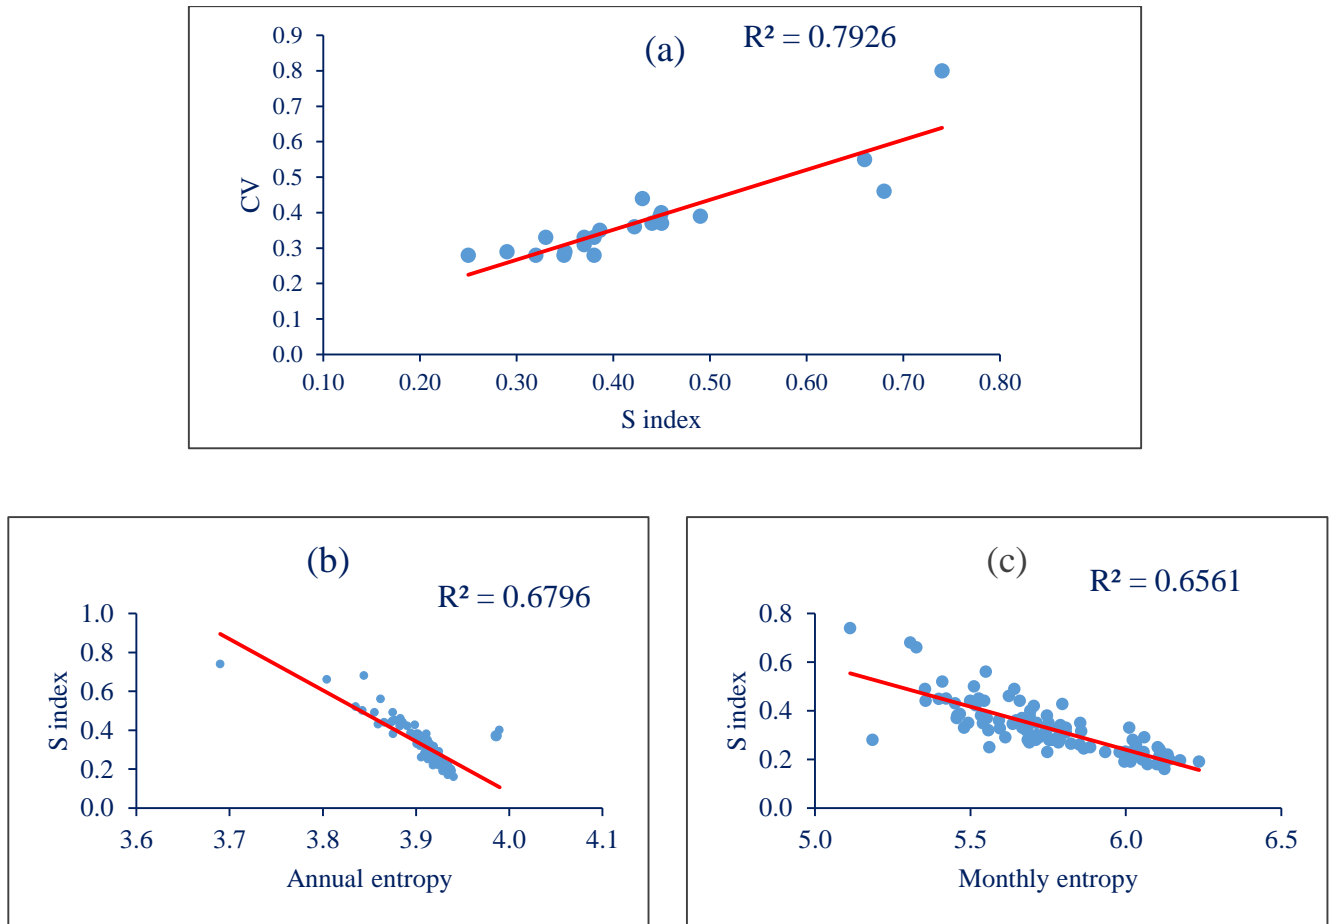 (a)
R² = 0.7926
0.9
0.8
0.7
0.6
0.5
0.4
0.3
0.2
0.1
0.0
CV
0.10 0.20 0.30 0.40 0.50 0.60 0.70 0.80
S index
(b)
R² = 0.6796
1.0
0.8
0.6
0.4
0.2
0.0
S index
3.6 3.7 3.8 3.9 4.0 4.1
Annual entropy
(c)
R² = 0.6561
0.8
0.6
0.4
0.2
0.0
S index
5.0 5.5 6.0 6.5
Monthly entropy